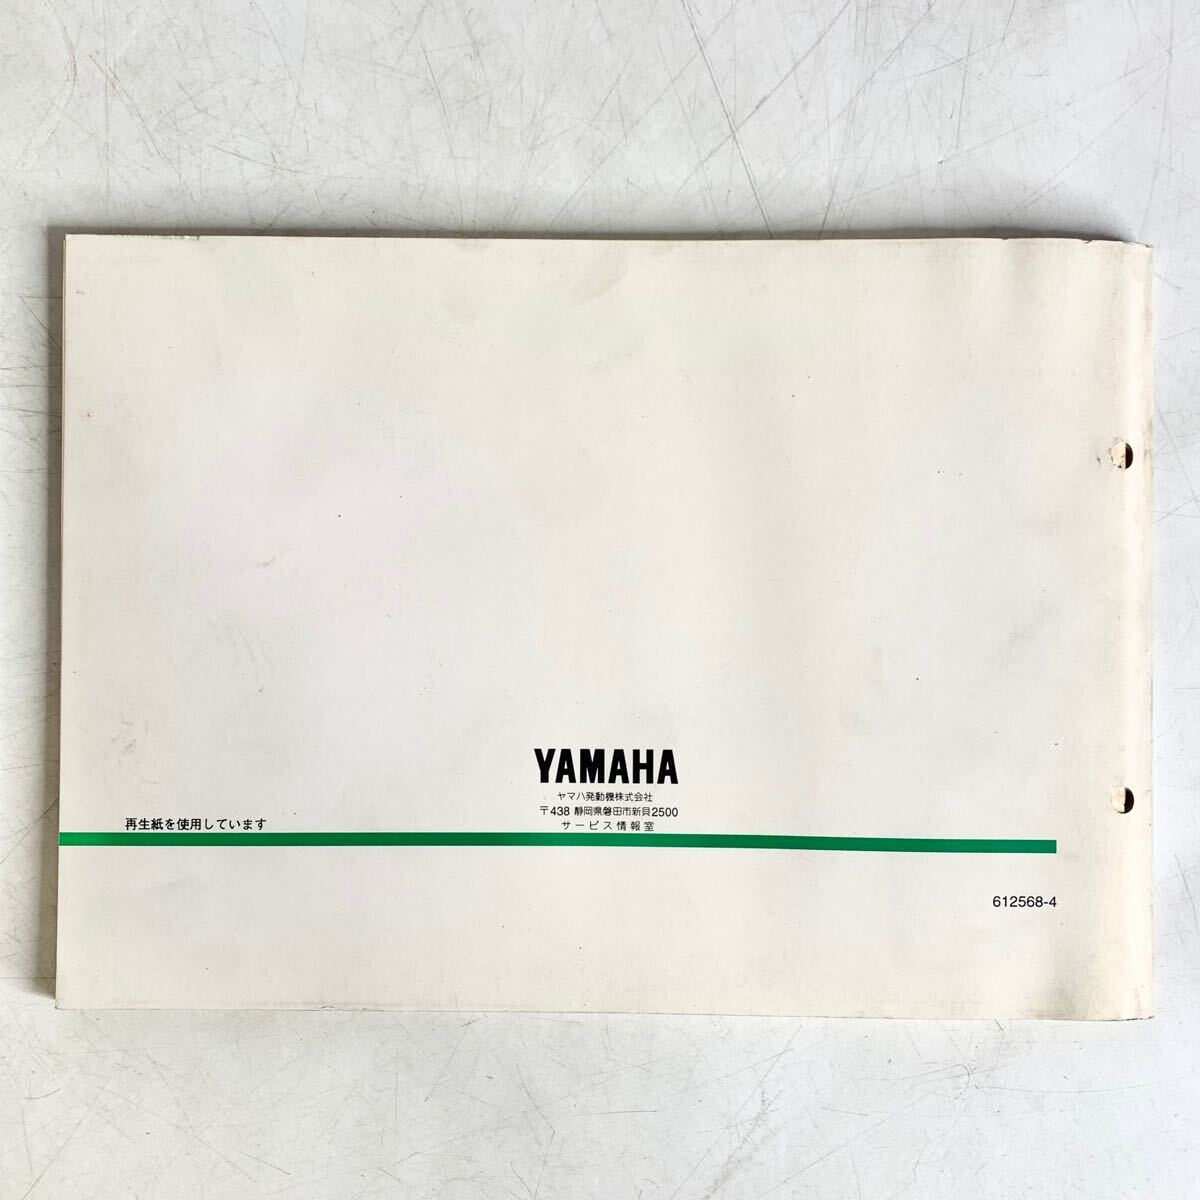 YAMAHA
ヤマハ発動機株式会社
〒438 静岡県磐田市新貝2500
サービス情報室
再生紙を使用しています
612568-4